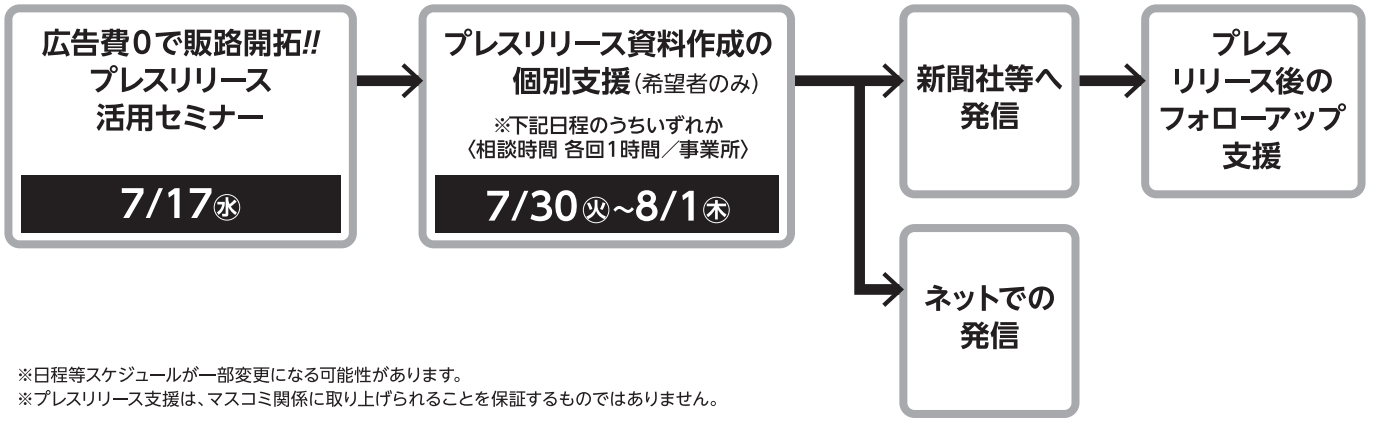 広告費0で販路開拓!!
プレスリリース
活用セミナー
7/17㊌
プレスリリース資料作成の
個別支援(希望者のみ)
※下記日程のうちいずれか
〈相談時間 各回1時間／事業所〉
7/30㊋~8/1㊍
新聞社等へ
発信
プレス
リリース後の
フォローアップ
支援
ネットでの
発信
※日程等スケジュールが一部変更になる可能性があります。
※プレスリリース支援は、マスコミ関係に取り上げられることを保証するものではありません。